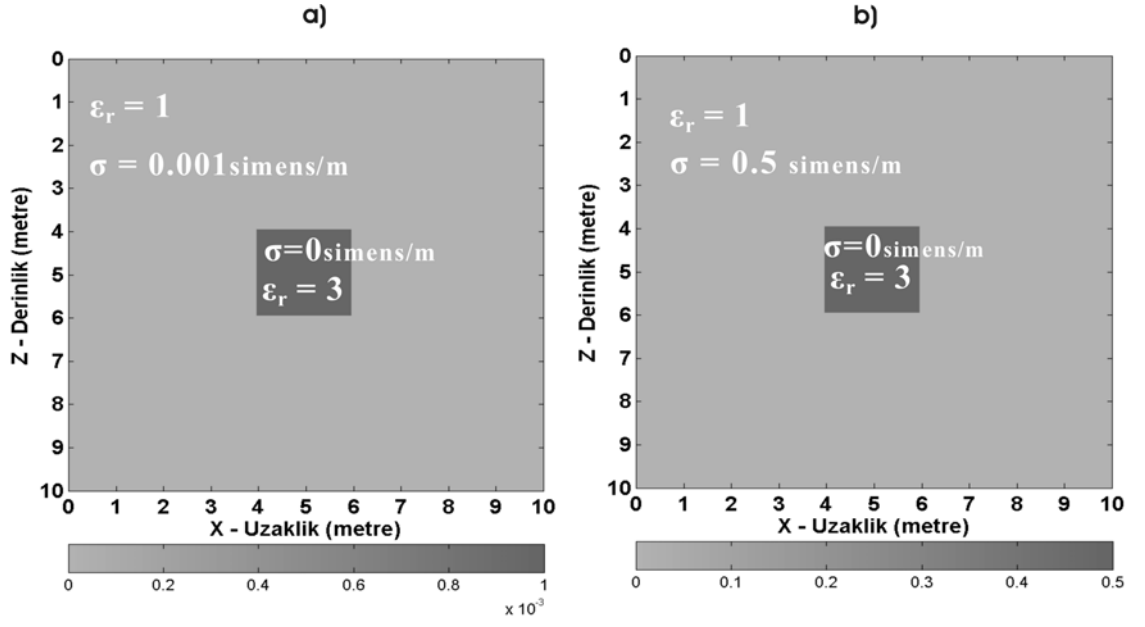 a)
0
1
2
3
4
5
6
7
8
9
10
Z - Derinlik (metre)
εr = 1
σ = 0.001simens/m
σ=0simens/m
εr = 3
0 1 2 3 4 5 6 7 8 9 10
X - Uzaklik (metre)
0 0.2 0.4 0.6 0.8 1
x 10-3
b)
0
1
2
3
4
5
6
7
8
9
10
Z - Derinlik (metre)
εr = 1
σ = 0.5 simens/m
σ=0simens/m
εr = 3
0 1 2 3 4 5 6 7 8 9 10
X - Uzaklik (metre)
0 0.1 0.2 0.3 0.4 0.5